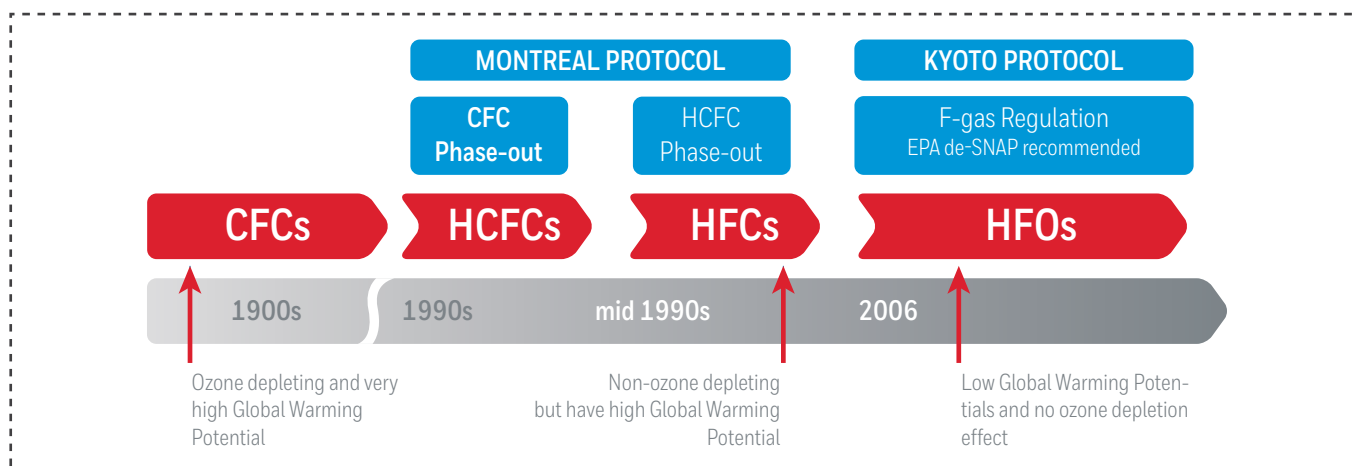 MONTREAL PROTOCOL
KYOTO PROTOCOL
CFC
Phase-out
HCFC
Phase-out
F-gas Regulation
EPA de-SNAP recommended
CFCs
HCFCs
HFCs
HFOs
1900s
1990s
mid 1990s
2006
Ozone depleting and very
high Global Warming
Potential
Non-ozone depleting
but have high Global Warming
Potential
Low Global Warming Poten-
tials and no ozone depletion
effect